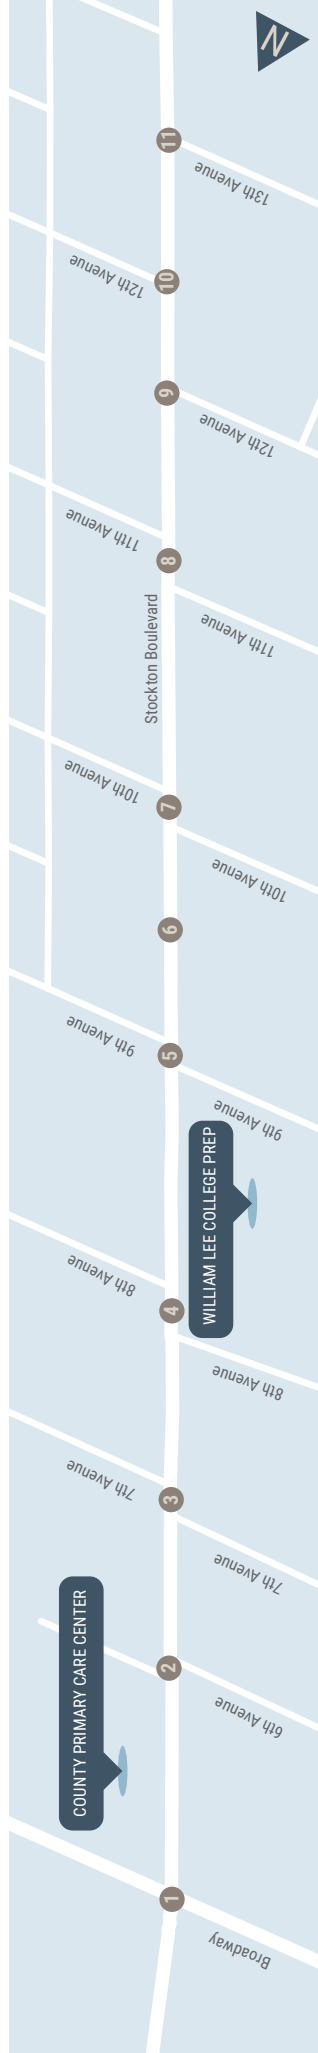 N
11
13th Avenue
12th Avenue
10
9
12th Avenue
11th Avenue
8
Stockton Boulevard
11th Avenue
10th Avenue
7
10th Avenue
6
9th Avenue
5
9th Avenue
WILLIAM LEE COLLEGE PREP
8th Avenue
4
8th Avenue
7th Avenue
3
7th Avenue
COUNTY PRIMARY CARE CENTER
2
6th Avenue
1
Broadway